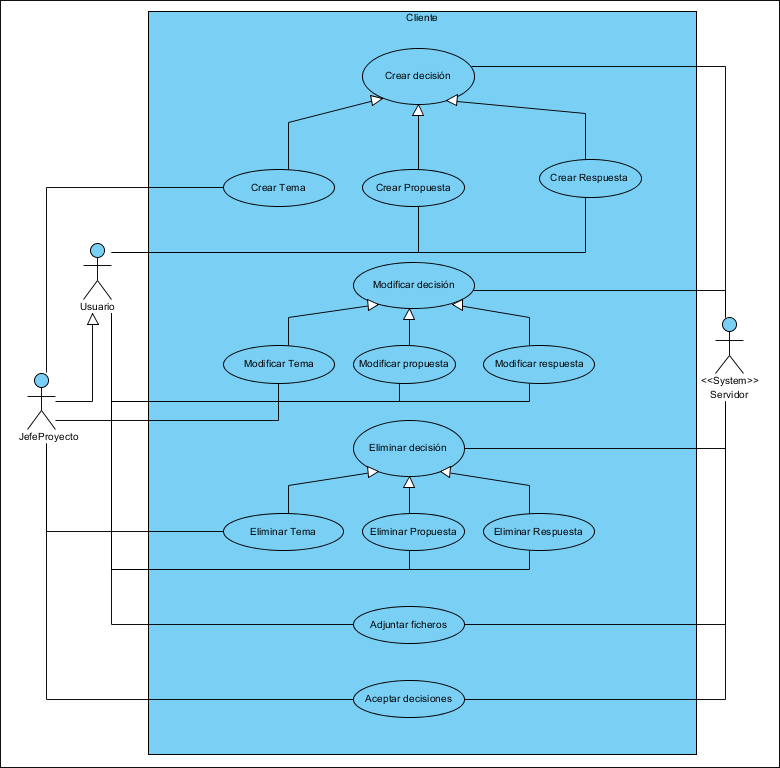 Cliente
Crear decisión
Crear Tema
Crear Propuesta
Crear Respuesta
Usuario
Modificar decisión
Modificar Tema
Modificar propuesta
Modificar respuesta
<<System>>
Servidor
JefeProyecto
Eliminar decisión
Eliminar Tema
Eliminar Propuesta
Eliminar Respuesta
Adjuntar ficheros
Aceptar decisiones